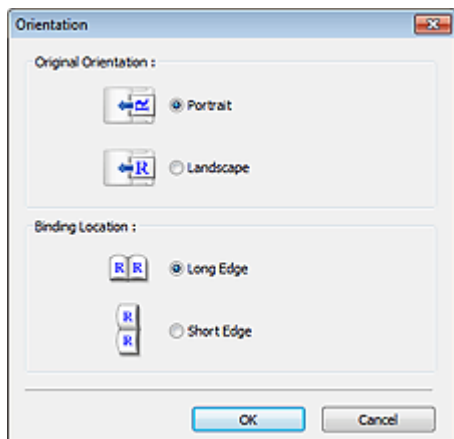 Orientation
Original Orientation :
R Portrait
R Landscape
Binding Location :
R R Long Edge
R
R Short Edge
OK Cancel